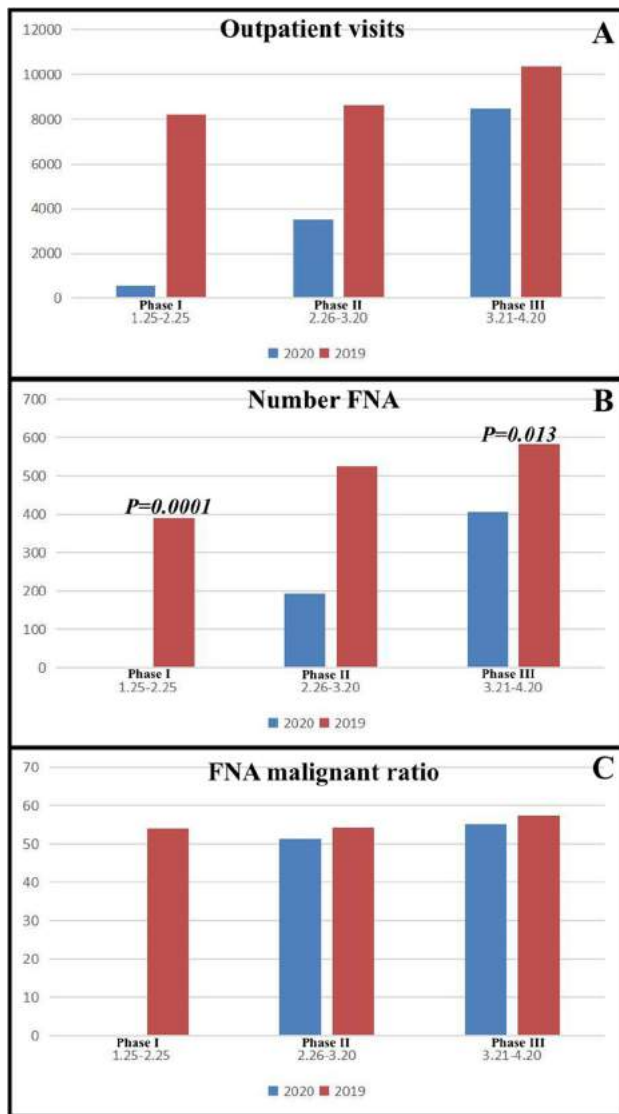 Outpatient visits
A
12000
10000
8000
6000
4000
2000
0
Phase I
Phase II
Phase III
1.25-2.25
2.26-3.20
3.21-4.20
2020
2019
Number FNA
B
700
600
500
400
300
200
100
0
P=0.0001
P=0.013
Phase I
Phase II
Phase III
1.25-2.25
2.26-3.20
3.21-4.20
2020
2019
FNA malignant ratio
C
70
60
50
40
30
20
10
0
Phase I
Phase II
Phase III
1.25-2.25
2.26-3.20
3.21-4.20
2020
2019